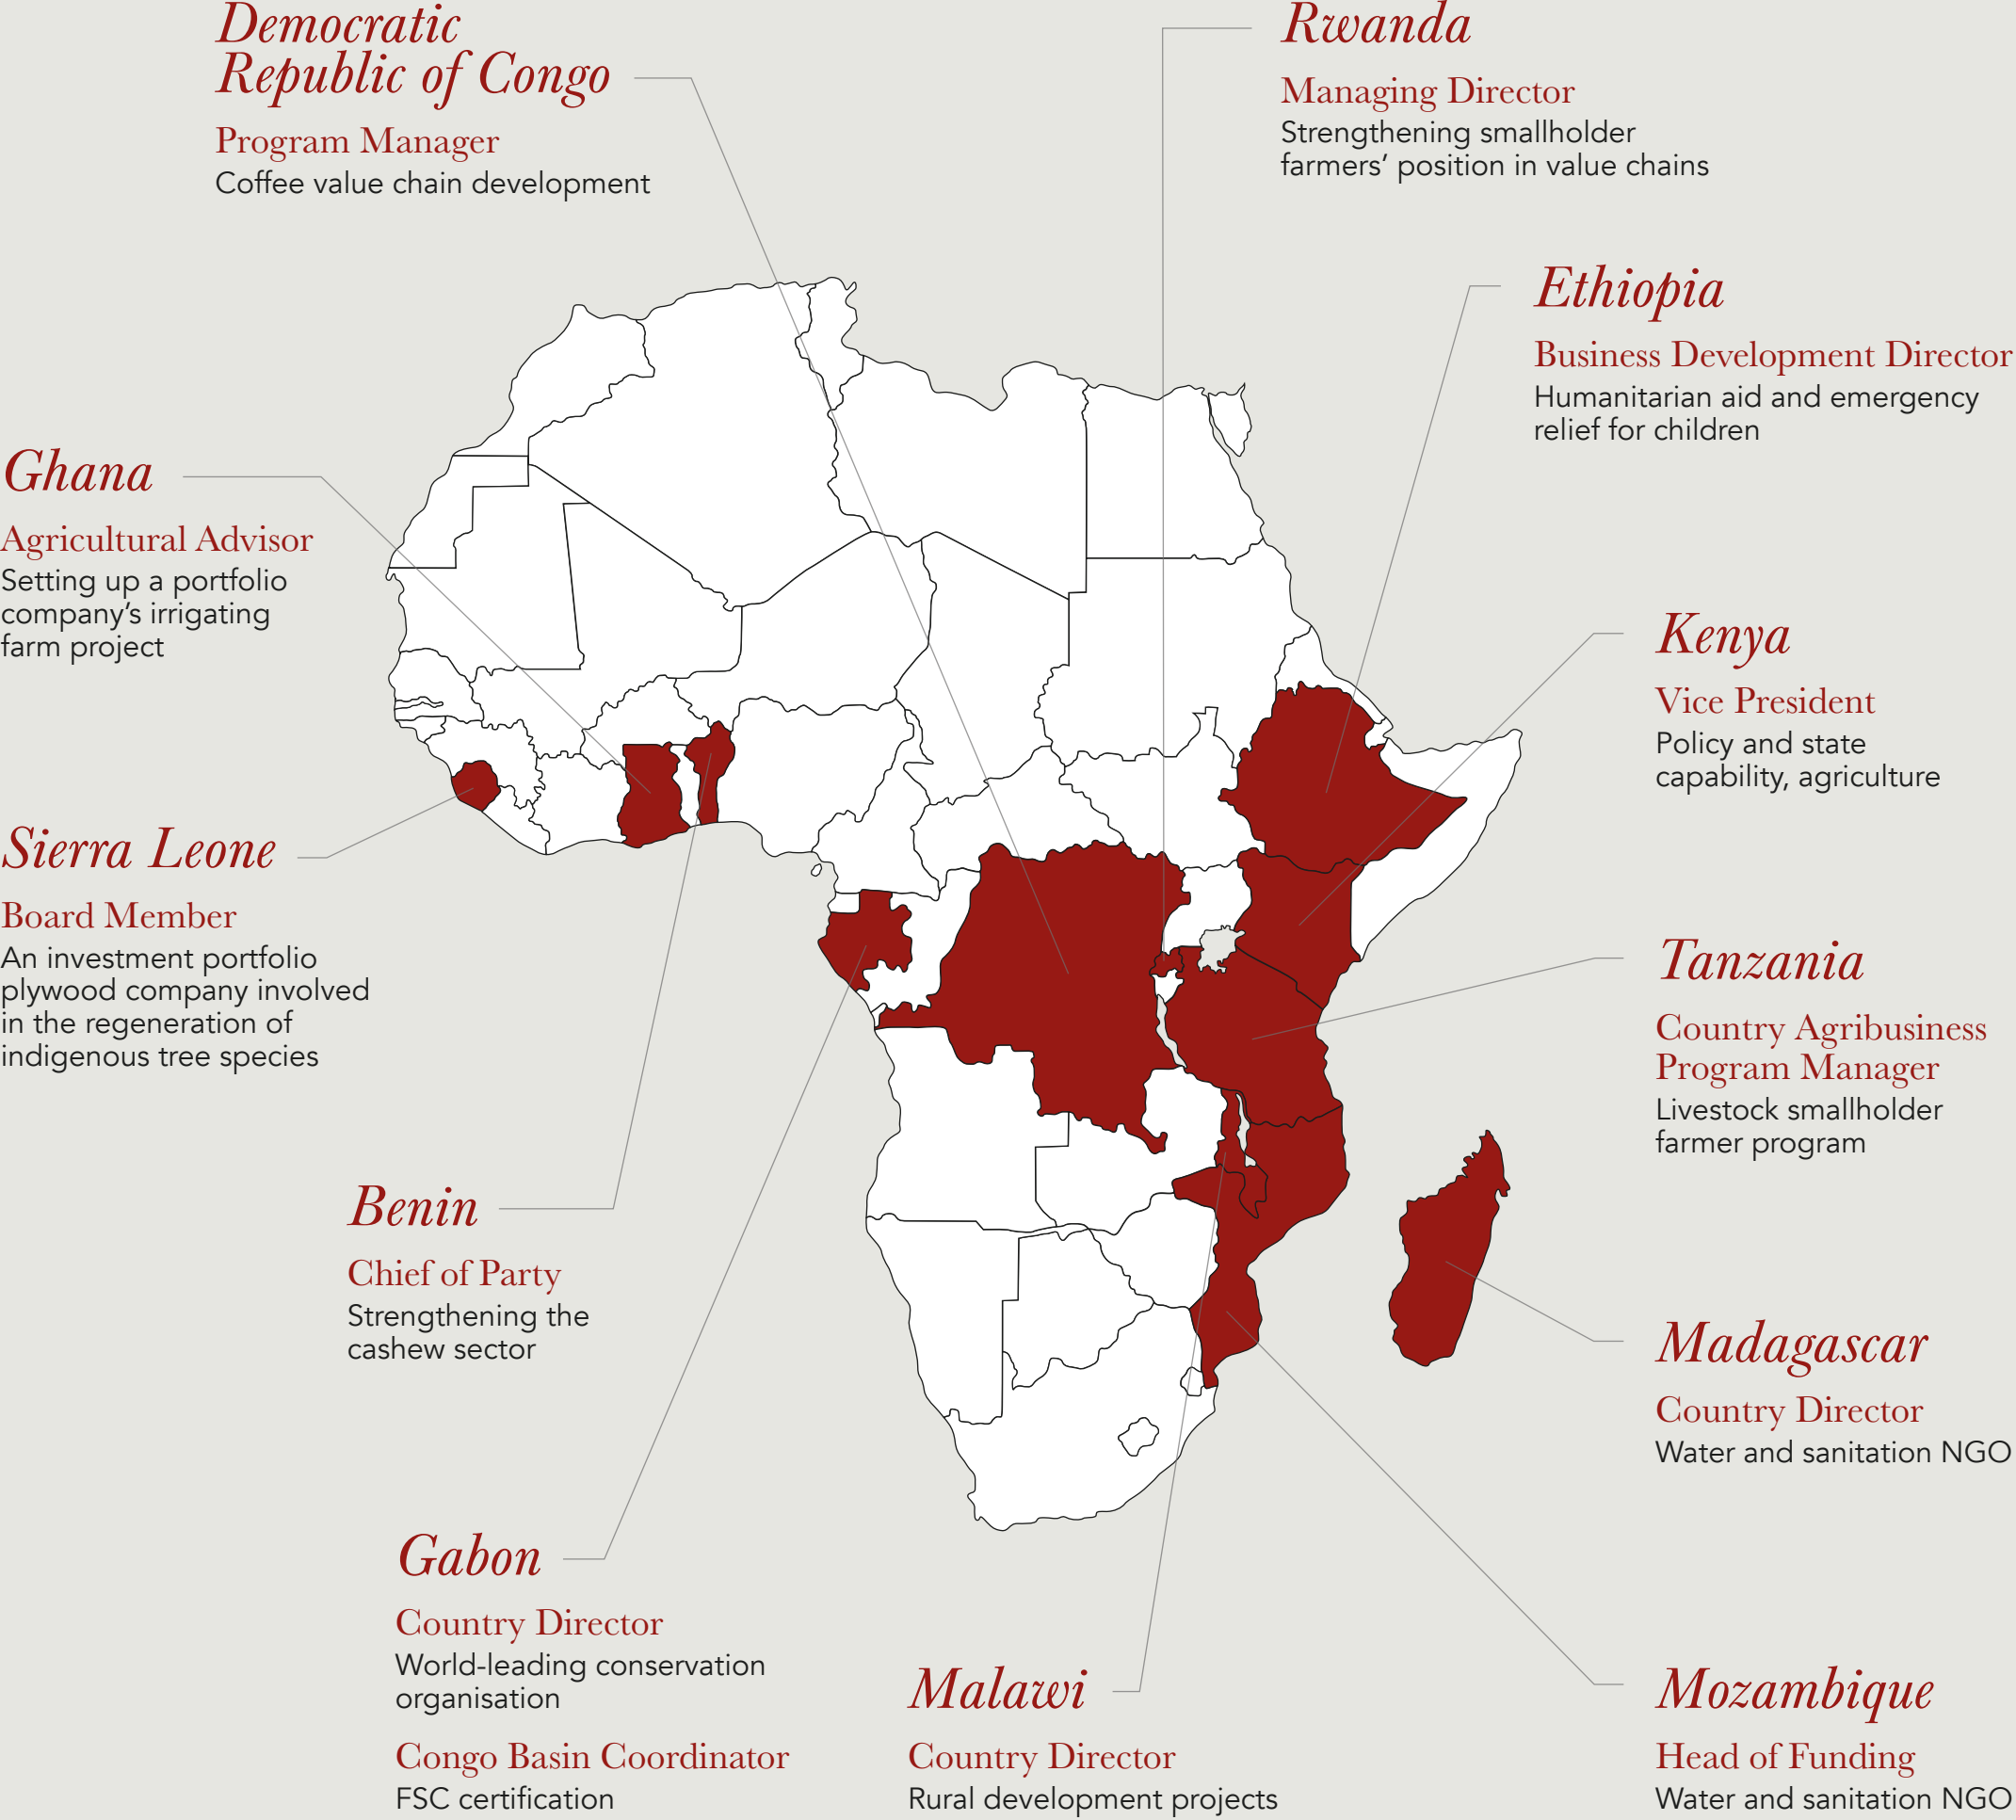 Democratic
Republic of Congo
Program Manager
Coffee value chain development
Rwanda
Managing Director
Strengthening smallholder
farmers’ position in value chains
Ethiopia
Business Development Director
Humanitarian aid and emergency
relief for children
Ghana
Agricultural Advisor
Setting up a portfolio
company’s irrigating
farm project
Kenya
Vice President
Policy and state
capability, agriculture
Sierra Leone
Board Member
An investment portfolio
plywood company involved
in the regeneration of
indigenous tree species
Tanzania
Country Agribusiness
Program Manager
Livestock smallholder
farmer program
Benin
Chief of Party
Strengthening the
cashew sector
Madagascar
Country Director
Water and sanitation NGO
Gabon
Country Director
World-leading conservation
organisation
Congo Basin Coordinator
FSC certification
Malawi
Country Director
Rural development projects
Mozambique
Head of Funding
Water and sanitation NGO